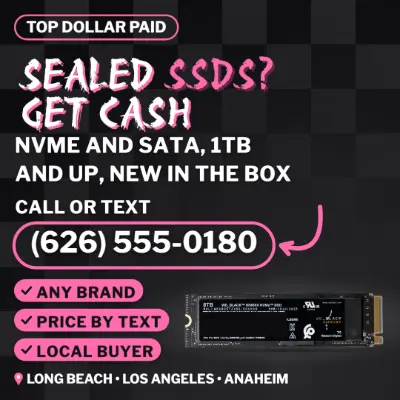 TOP DOLLAR PAID
SEALED SSDS?
GET CASH
NVME AND SATA, 1TB
AND UP, NEW IN THE BOX
CALL OR TEXT
(626) 555-0180
ANY BRAND
PRICE BY TEXT
LOCAL BUYER
LONG BEACH • LOS ANGELES • ANAHEIM
8TB